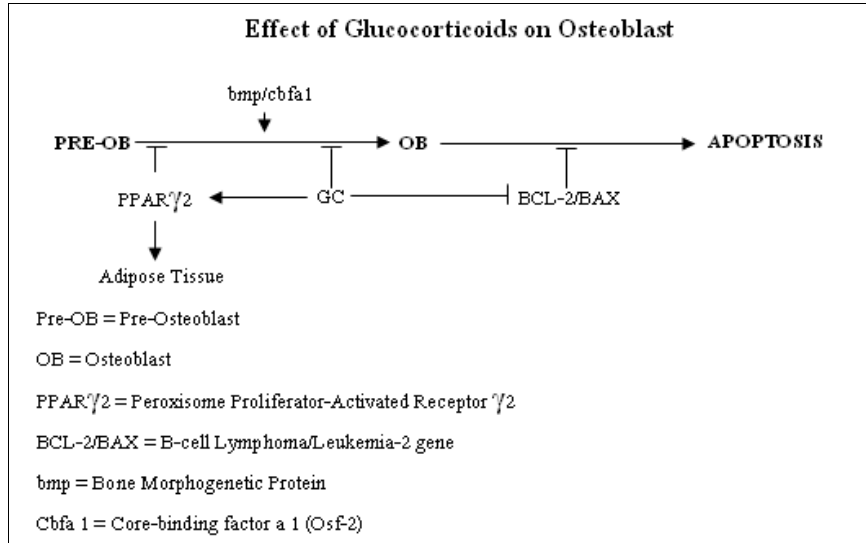 Effect of Glucocorticoids on Osteoblast
bmp/cbfa1
PRE-OB OB APOPTOSIS
PPARγ2 GC BCL-2/BAX
Adipose Tissue
Pre-OB = Pre-Osteoblast
OB = Osteoblast
PPARγ2 = Peroxisome Proliferator-Activated Receptor γ2
BCL-2/BAX = B-cell Lymphoma/Leukemia-2 gene
bmp = Bone Morphogenetic Protein
Cbfa 1 = Core-binding factor a 1 (Osf-2)